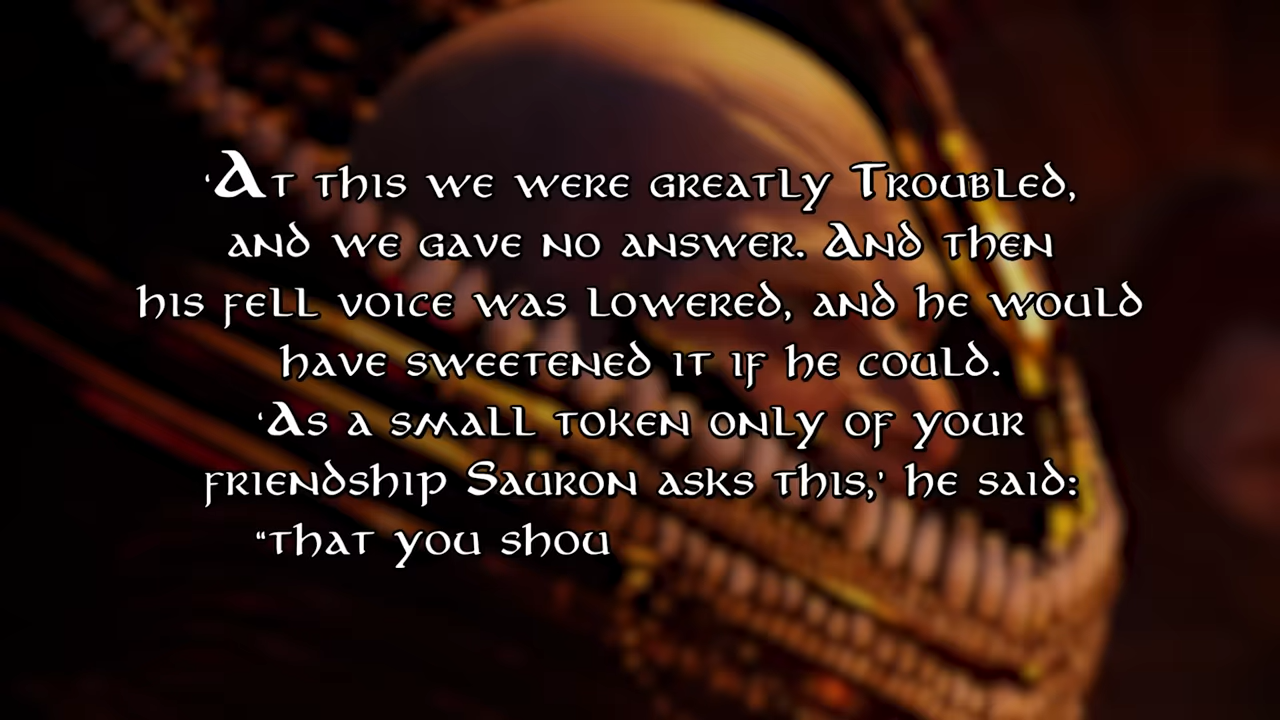 ‘At this we were greatly Troubled,
and we gave no answer. And then
his fell voice was lowered, and he would
have sweetened it if he could.
‘As a small token only of your
friendship Sauron asks this,’ he said:
“that you shou